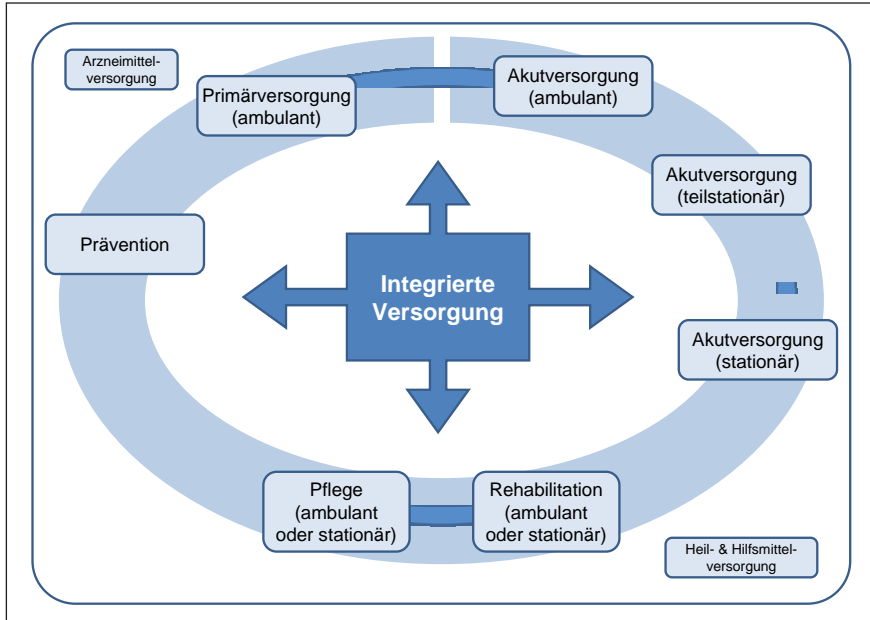 Arzneimittel-
versorgung
Primärversorgung
(ambulant)
Akutversorgung
(ambulant)
Akutversorgung
(teilstationär)
Prävention
Integrierte
Versorgung
Akutversorgung
(stationär)
Pflege
(ambulant
oder stationär)
Rehabilitation
(ambulant
oder stationär)
Heil- & Hilfsmittel-
versorgung